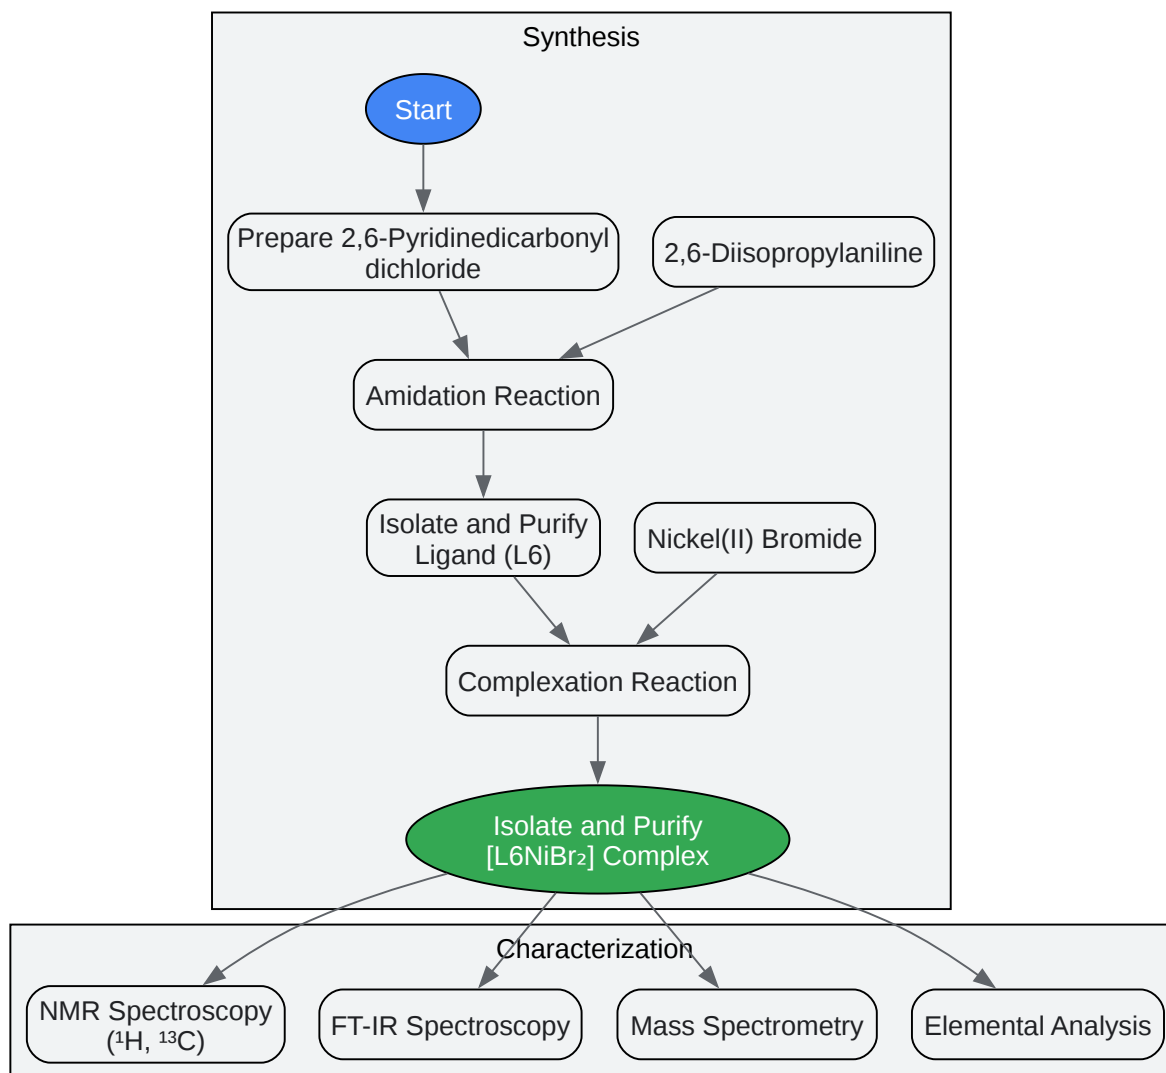 Synthesis
Start
Prepare 2,6-Pyridinedicarbonyl
dichloride
2,6-Diisopropylaniline
Amidation Reaction
Isolate and Purify
Ligand (L6)
Nickel(II) Bromide
Complexation Reaction
Isolate and Purify
[L6NiBr₂] Complex
Characterization
NMR Spectroscopy
(¹H, ¹³C)
FT-IR Spectroscopy
Mass Spectrometry
Elemental Analysis